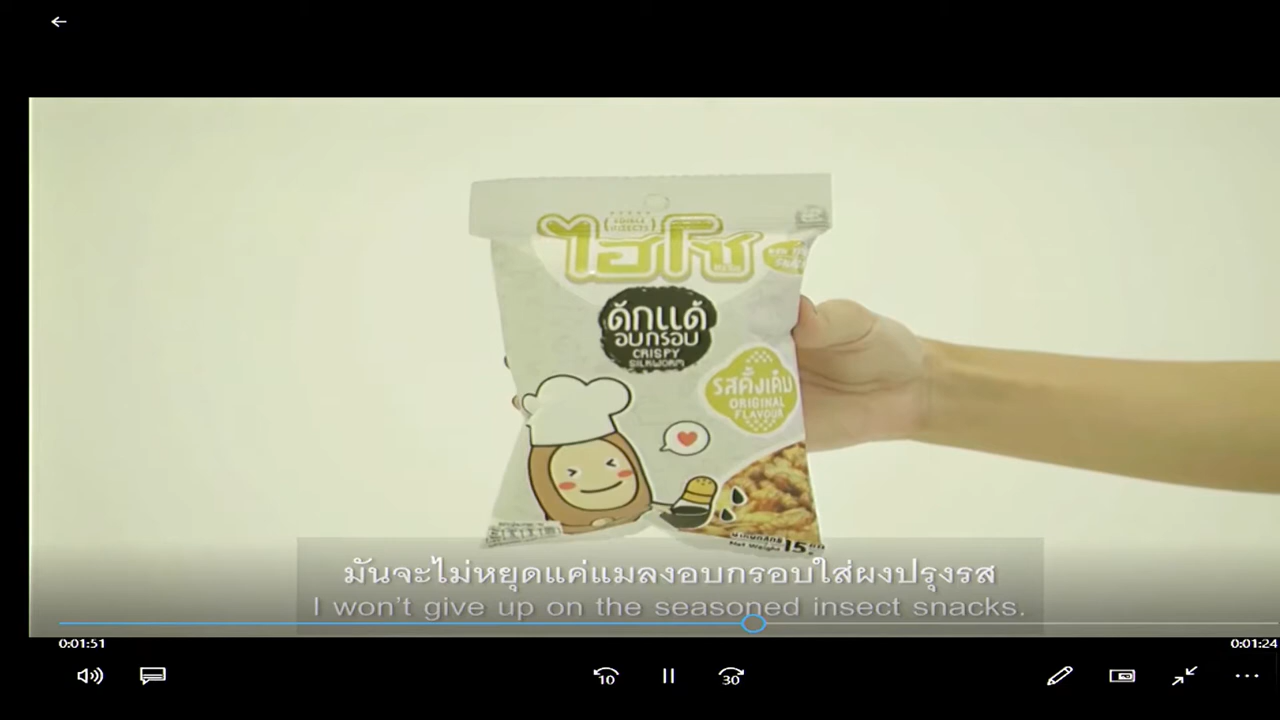 EDIBLE
INSECTS
ไฮโซ
ดักแด้
อบกรอบ
CRISPY
SILKWORM
รสดั้งเดิม
ORIGINAL
FLAVOUR
Net Weight 15
มันจะไม่หยุดแค่แมลงอบกรอบใส่ผงปรุงรส
I won't give up on the seasoned insect snacks.
0:01:51
0:01:24
10
30